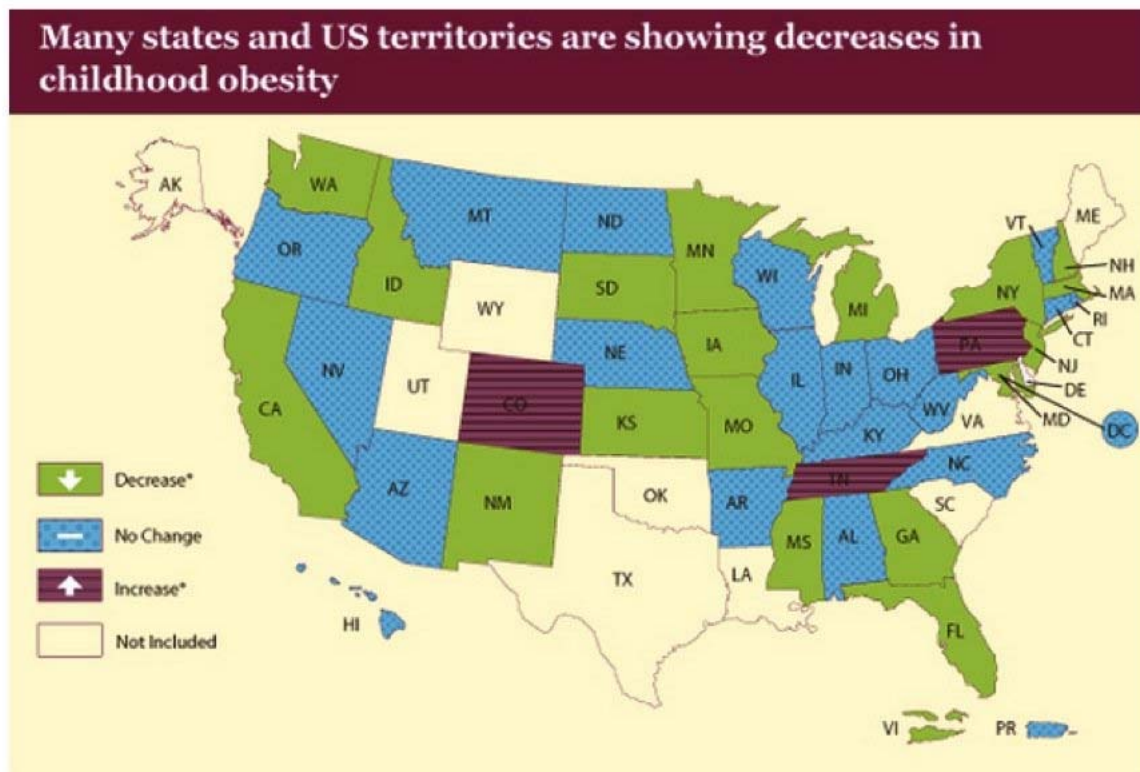 Many states and US territories are showing decreases in
childhood obesity
AK
WA
MT
ND
MN
VT
ME
OR
ID
SD
WI
MI
NY
NH
MA
RI
CT
WY
IA
PA
NJ
NE
NV
UT
CO
IL
IN
OH
DE
MD
DC
CA
KS
MO
WV
VA
KY
AZ
NM
OK
AR
TN
NC
SC
MS
AL
GA
TX
LA
HI
FL
VI
PR
Decrease*
No Change
Increase*
Not Included